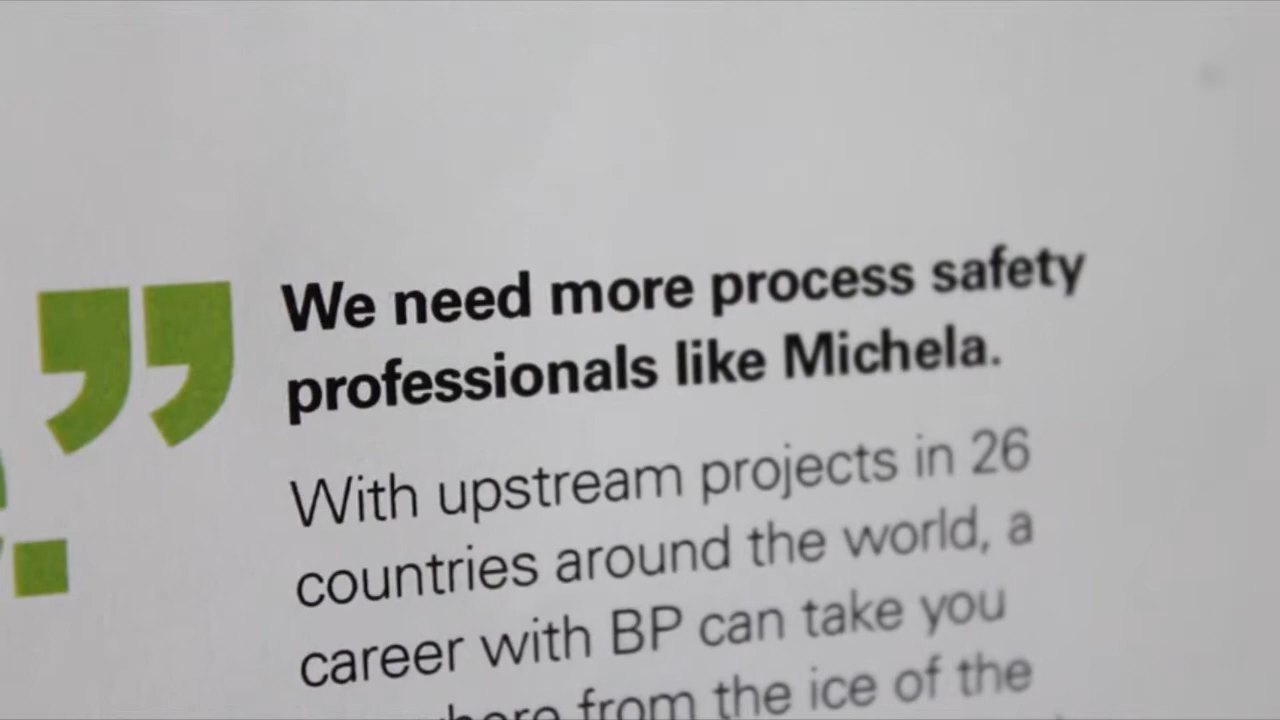 ”
We need more process safety
professionals like Michela.
With upstream projects in 26
countries around the world, a
career with BP can take you
from the ice of the